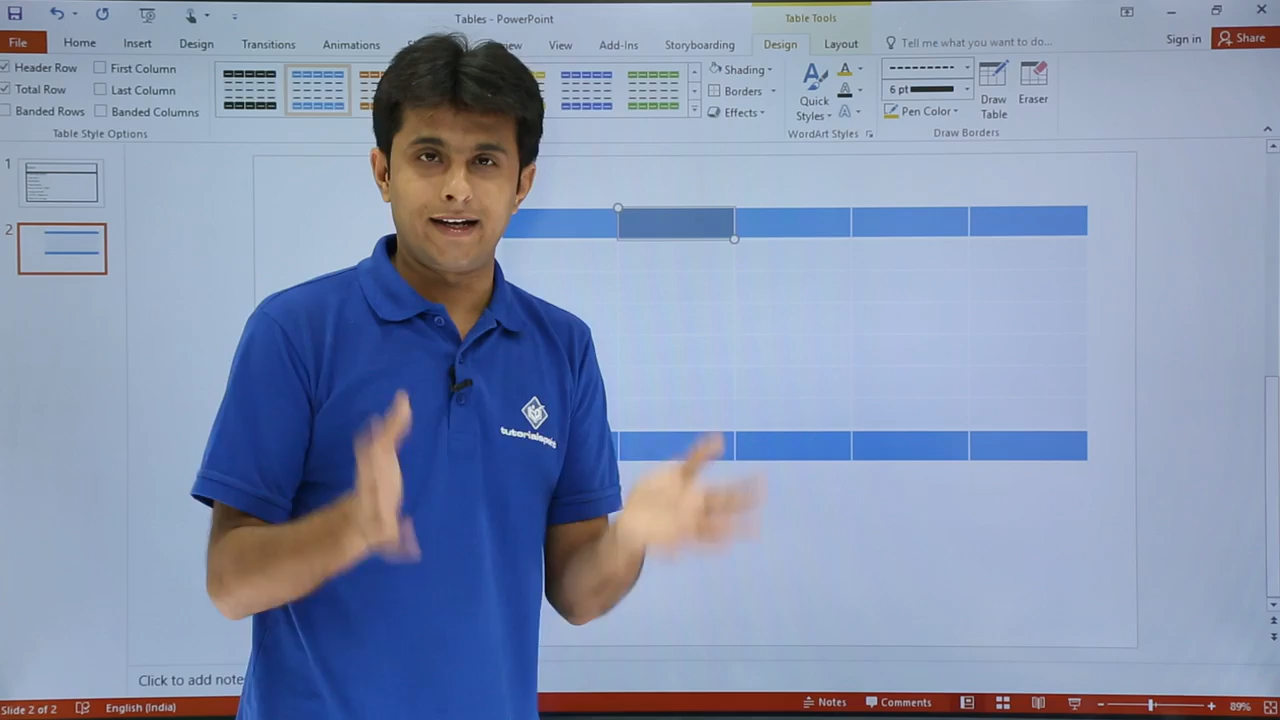 Tables - PowerPoint
Table Tools
File Home Insert Design Transitions Animations View Add-Ins Storyboarding Design Layout Tell me what you want to do... Sign in Share
Header Row First Column
Total Row Last Column
Banded Rows Banded Columns
Table Style Options
Shading
Borders
Effects
Quick Styles
WordArt Styles
6 pt
Pen Color
Draw Table
Eraser
Draw Borders
1
2
tutorialspoint
Click to add note
Slide 2 of 2 English (India) Notes Comments 89%